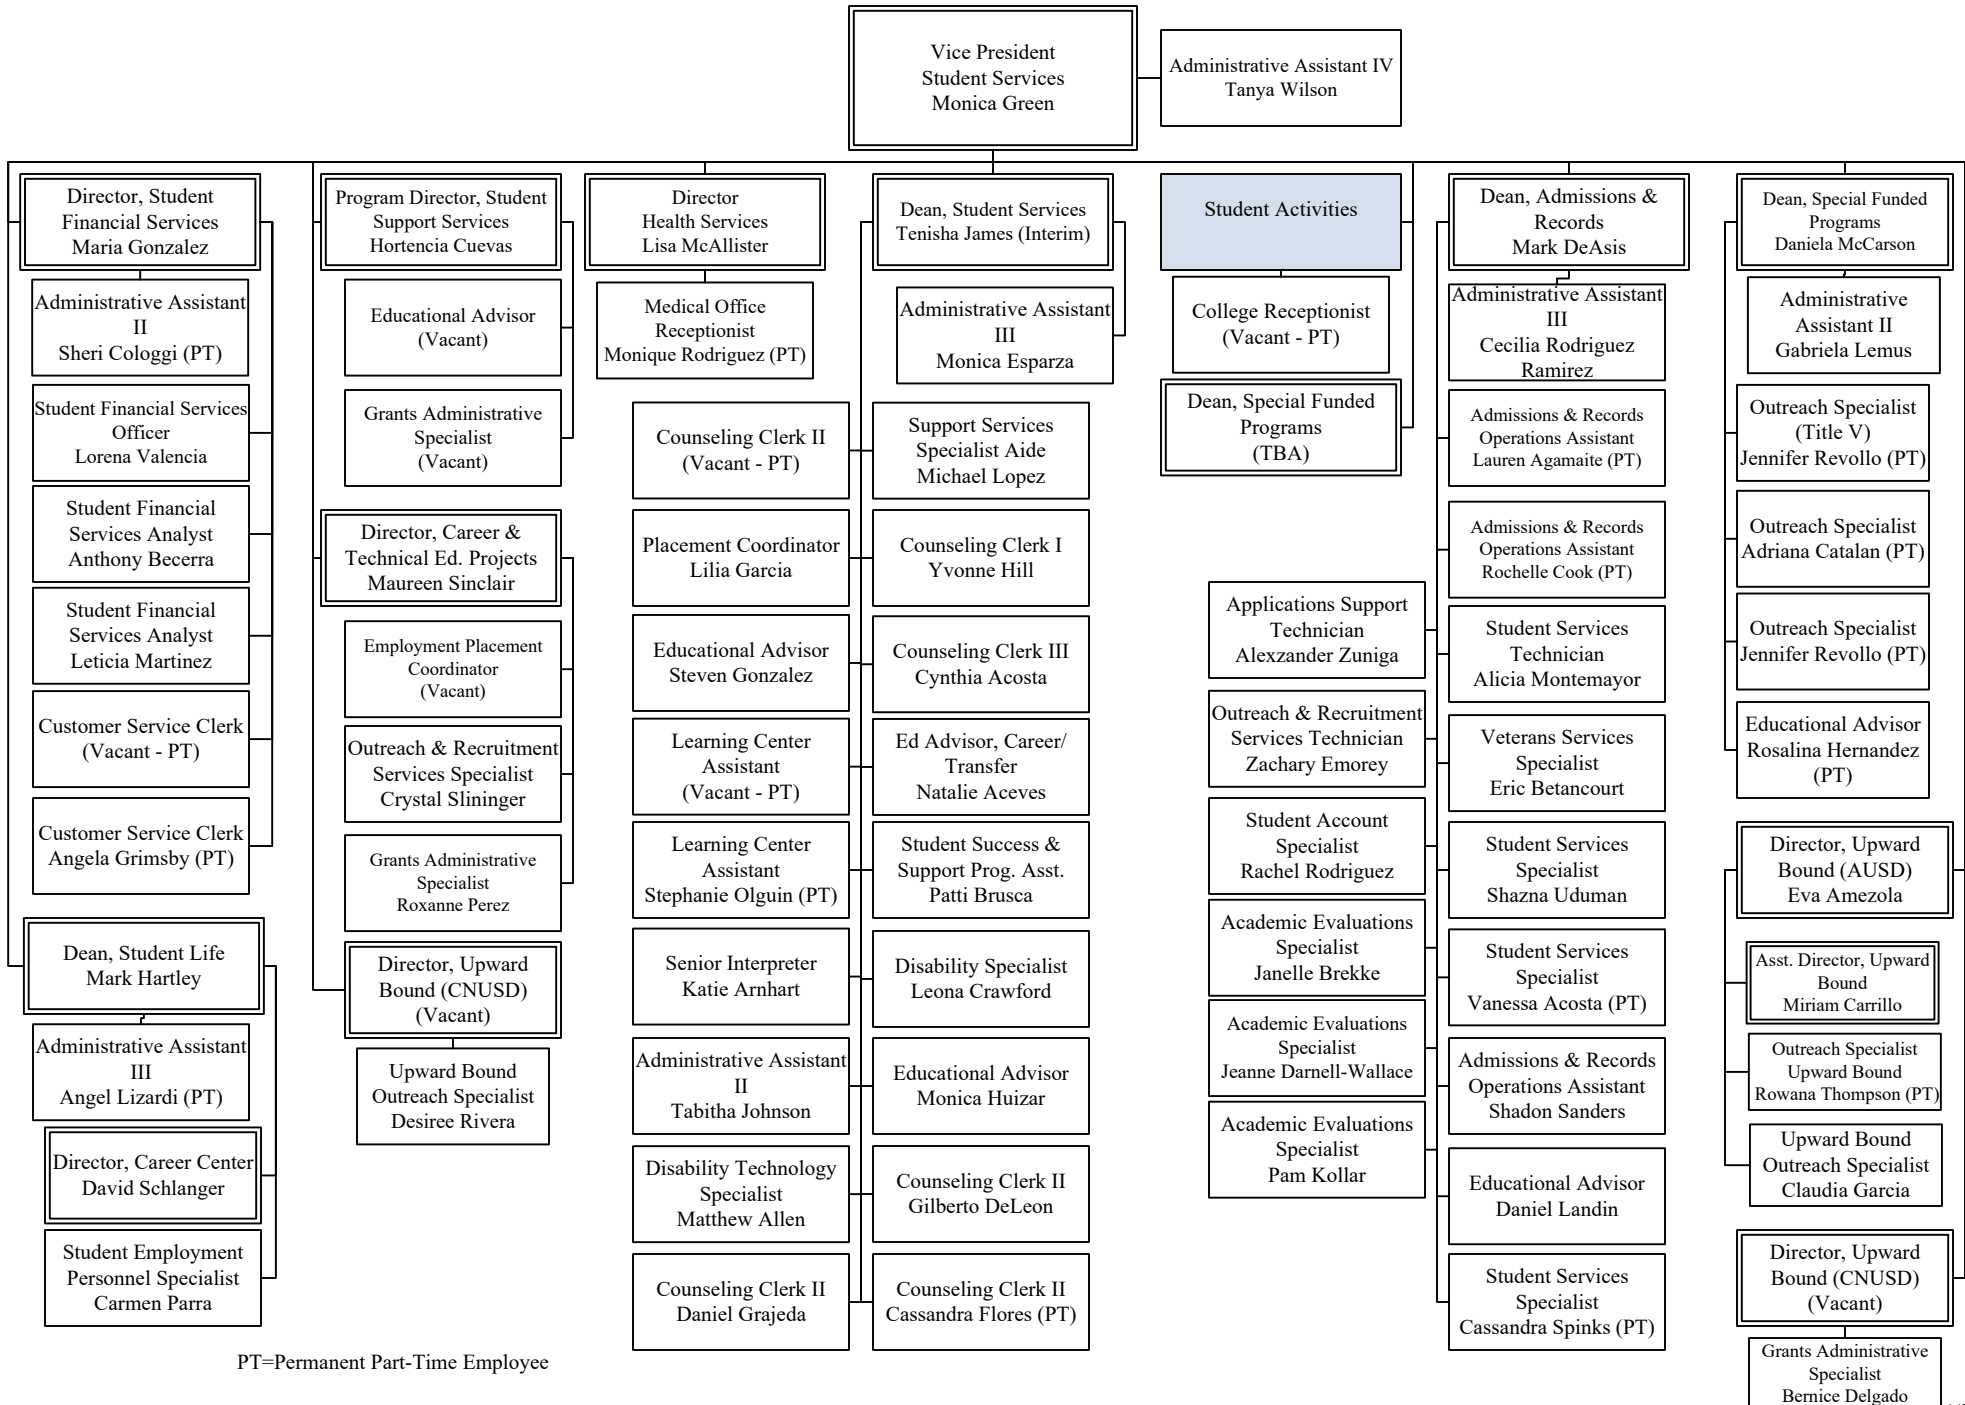 Vice President
Student Services
Monica Green
Administrative Assistant IV
Tanya Wilson
Director, Student
Financial Services
Maria Gonzalez
Administrative Assistant
II
Sheri Cologgi (PT)
Student Financial Services
Officer
Lorena Valencia
Student Financial
Services Analyst
Anthony Becerra
Student Financial
Services Analyst
Leticia Martinez
Customer Service Clerk
(Vacant - PT)
Customer Service Clerk
Angela Grimsby (PT)
Dean, Student Life
Mark Hartley
Administrative Assistant
III
Angel Lizardi (PT)
Director, Career Center
David Schlanger
Student Employment
Personnel Specialist
Carmen Parra
Program Director, Student
Support Services
Hortencia Cuevas
Educational Advisor
(Vacant)
Grants Administrative
Specialist
(Vacant)
Director, Career &
Technical Ed. Projects
Maureen Sinclair
Employment Placement
Coordinator
(Vacant)
Outreach & Recruitment
Services Specialist
Crystal Slininger
Grants Administrative
Specialist
Roxanne Perez
Director, Upward
Bound (CNUSD)
(Vacant)
Upward Bound
Outreach Specialist
Desiree Rivera
Director
Health Services
Lisa McAllister
Medical Office
Receptionist
Monique Rodriguez (PT)
Dean, Student Services
Tenisha James (Interim)
Administrative Assistant
III
Monica Esparza
Counseling Clerk II
(Vacant - PT)
Support Services
Specialist Aide
Michael Lopez
Placement Coordinator
Lilia Garcia
Counseling Clerk I
Yvonne Hill
Educational Advisor
Steven Gonzalez
Counseling Clerk III
Cynthia Acosta
Learning Center
Assistant
(Vacant - PT)
Ed Advisor, Career/
Transfer
Natalie Aceves
Learning Center
Assistant
Stephanie Olguin (PT)
Student Success &
Support Prog. Asst.
Patti Brusca
Senior Interpreter
Katie Arnhart
Disability Specialist
Leona Crawford
Administrative Assistant
II
Tabitha Johnson
Educational Advisor
Monica Huizar
Disability Technology
Specialist
Matthew Allen
Counseling Clerk II
Gilberto DeLeon
Counseling Clerk II
Daniel Grajeda
Counseling Clerk II
Cassandra Flores (PT)
Student Activities
College Receptionist
(Vacant - PT)
Dean, Special Funded
Programs
(TBA)
Dean, Admissions &
Records
Mark DeAsis
Administrative Assistant
III
Cecilia Rodriguez
Ramirez
Admissions & Records
Operations Assistant
Lauren Agamaite (PT)
Admissions & Records
Operations Assistant
Rochelle Cook (PT)
Applications Support
Technician
Alexzander Zuniga
Student Services
Technician
Alicia Montemayor
Outreach & Recruitment
Services Technician
Zachary Emorey
Veterans Services
Specialist
Eric Betancourt
Student Account
Specialist
Rachel Rodriguez
Student Services
Specialist
Shazna Uduman
Academic Evaluations
Specialist
Janelle Brekke
Student Services
Specialist
Vanessa Acosta (PT)
Academic Evaluations
Specialist
Jeanne Darnell-Wallace
Admissions & Records
Operations Assistant
Shadon Sanders
Academic Evaluations
Specialist
Pam Kollar
Educational Advisor
Daniel Landin
Student Services
Specialist
Cassandra Spinks (PT)
Dean, Special Funded
Programs
Daniela McCarson
Administrative
Assistant II
Gabriela Lemus
Outreach Specialist
(Title V)
Jennifer Revollo (PT)
Outreach Specialist
Adriana Catalan (PT)
Outreach Specialist
Jennifer Revollo (PT)
Educational Advisor
Rosalina Hernandez
(PT)
Director, Upward
Bound (AUSD)
Eva Amezola
Asst. Director, Upward
Bound
Miriam Carrillo
Outreach Specialist
Upward Bound
Rowana Thompson (PT)
Upward Bound
Outreach Specialist
Claudia Garcia
Director, Upward
Bound (CNUSD)
(Vacant)
Grants Administrative
Specialist
Bernice Delgado
PT=Permanent Part-Time Employee